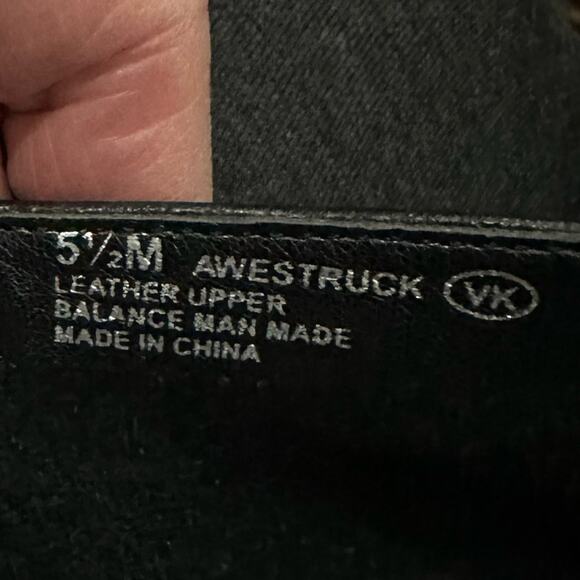 5½M AWESTRUCK VK
LEATHER UPPER
BALANCE MAN MADE
MADE IN CHINA